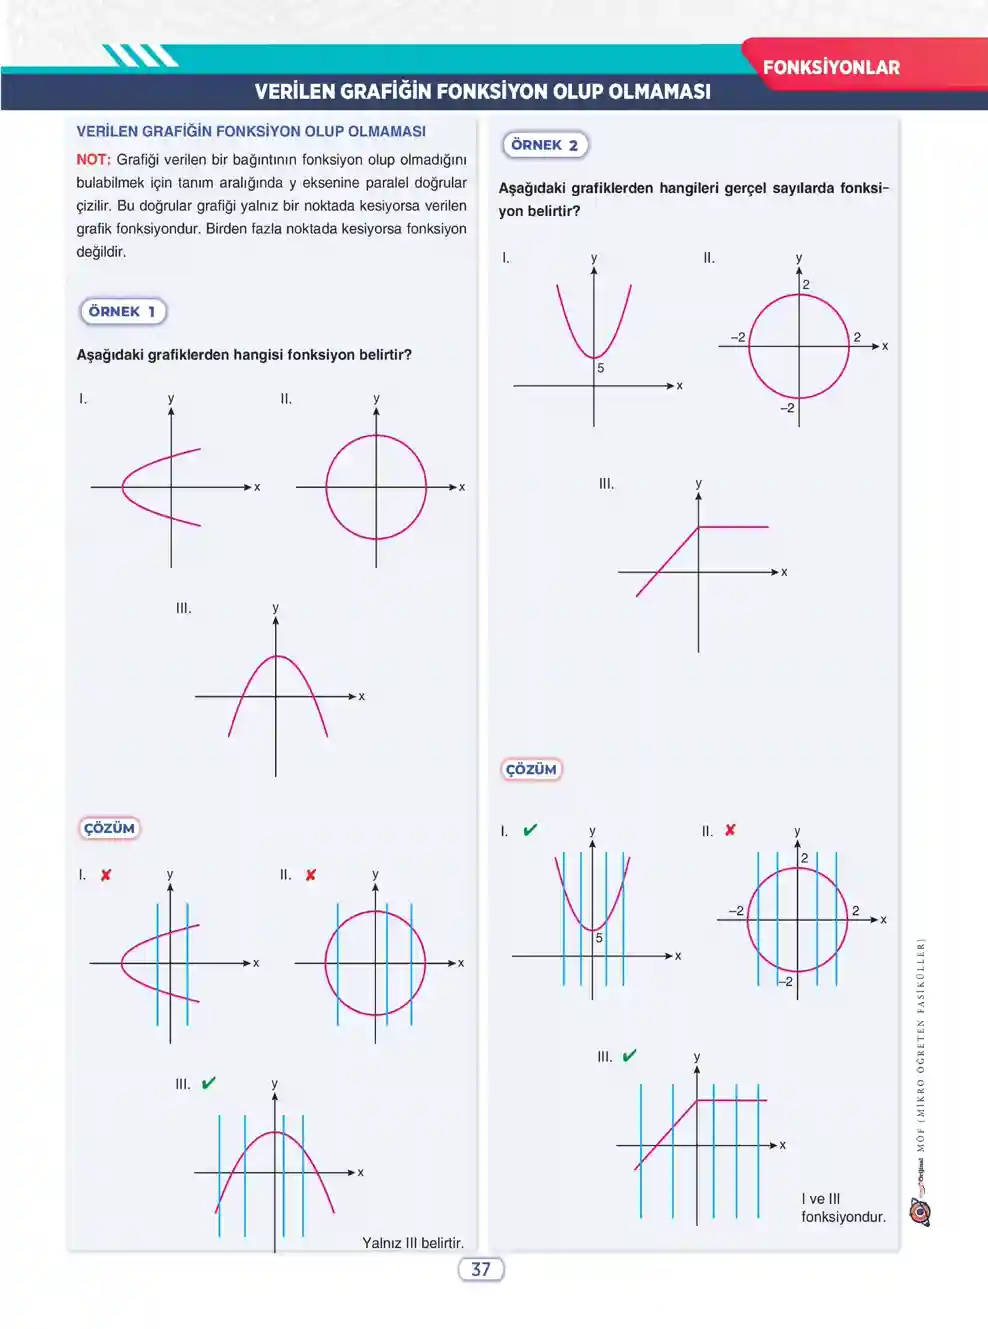 FONKSİYONLAR
VERİLEN GRAFİĞİN FONKSİYON OLUP OLMAMASI
VERİLEN GRAFİĞİN FONKSİYON OLUP OLMAMASI
NOT: Grafiği verilen bir bağıntının fonksiyon olup olmadığını
bulabilmek için tanım aralığında y eksenine paralel doğrular
çizilir. Bu doğrular grafiği yalnız bir noktada kesiyorsa verilen
grafik fonksiyondur. Birden fazla noktada kesiyorsa fonksiyon
değildir.
ÖRNEK 1
Aşağıdaki grafiklerden hangisi fonksiyon belirtir?
I.
y
x
II.
y
x
III.
y
x
ÇÖZÜM
I. ✘
y
x
II. ✘
y
x
III. ✔
y
x
Yalnız III belirtir.
ÖRNEK 2
Aşağıdaki grafiklerden hangileri gerçel sayılarda fonksi-
yon belirtir?
I.
y
5
x
II.
y
2
–2
2
x
–2
III.
y
x
ÇÖZÜM
I. ✔
y
5
x
II. ✘
y
2
–2
2
x
–2
III. ✔
y
x
I ve III
fonksiyondur.
Orijinal MÖF (MİKRO ÖĞRETEN FASİKÜLLER)
37